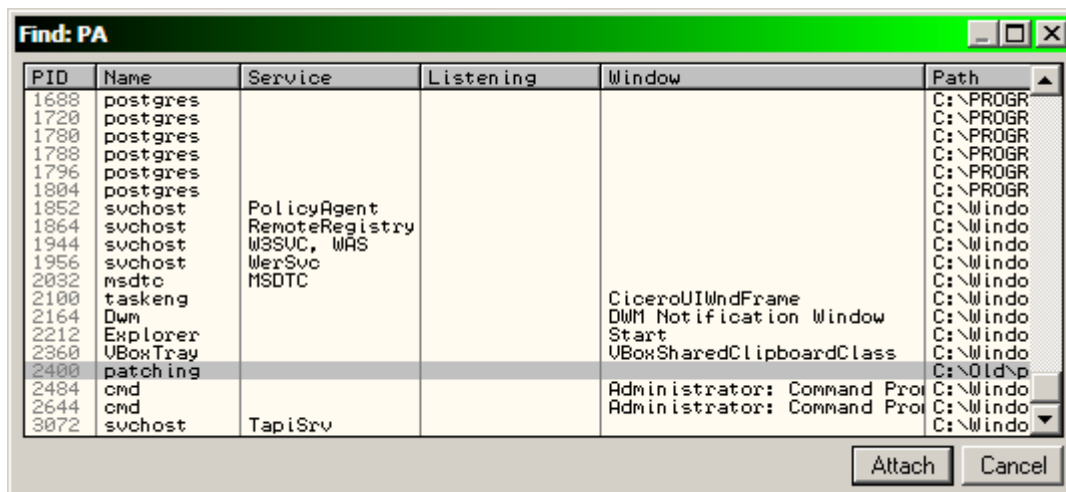 Find: PA
PID Name Service Listening Window Path
1688 postgres C:\PROGR
1720 postgres C:\PROGR
1780 postgres C:\PROGR
1788 postgres C:\PROGR
1796 postgres C:\PROGR
1804 postgres C:\PROGR
1852 svchost PolicyAgent C:\Windo
1864 svchost RemoteRegistry C:\Windo
1944 svchost W3SVC, WAS C:\Windo
1956 svchost WerSvc C:\Windo
2032 msdtc MSDTC C:\Windo
2100 taskeng CiceroUIWndFrame C:\Windo
2164 Dwm DWM Notification Window C:\Windo
2212 Explorer Start C:\Windo
2360 VBoxTray VBoxSharedClipboardClass C:\Windo
2400 patching C:\Old\p
2484 cmd Administrator: Command Pro C:\Windo
2644 cmd Administrator: Command Pro C:\Windo
3072 svchost TapiSrv C:\Windo
Attach Cancel